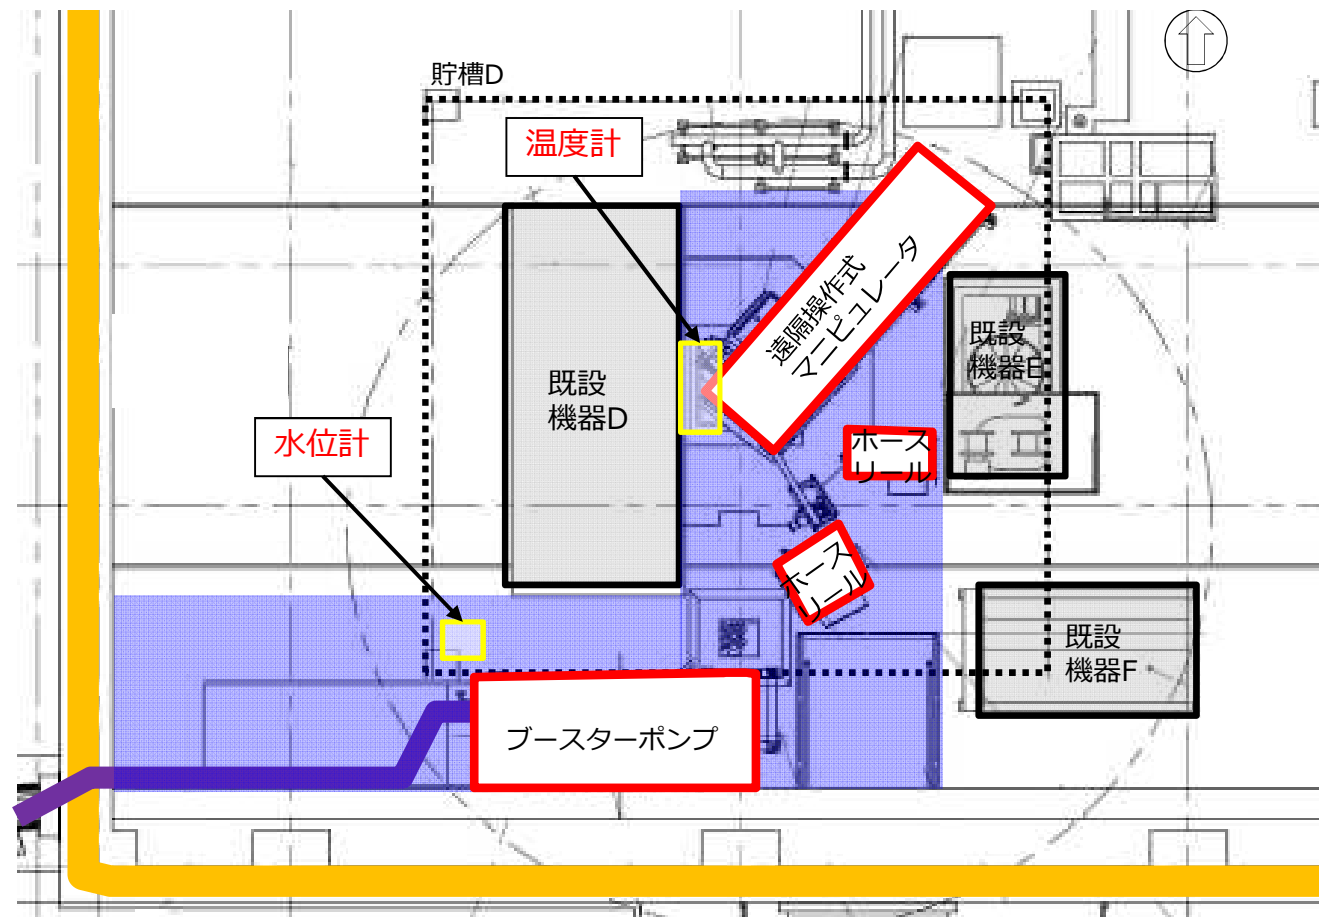 貯槽D
温度計
遠隔操作式
マニピュレータ
既設
機器E
既設
機器D
水位計
ホース
リール
ホース
リール
既設
機器F
ブースターポンプ